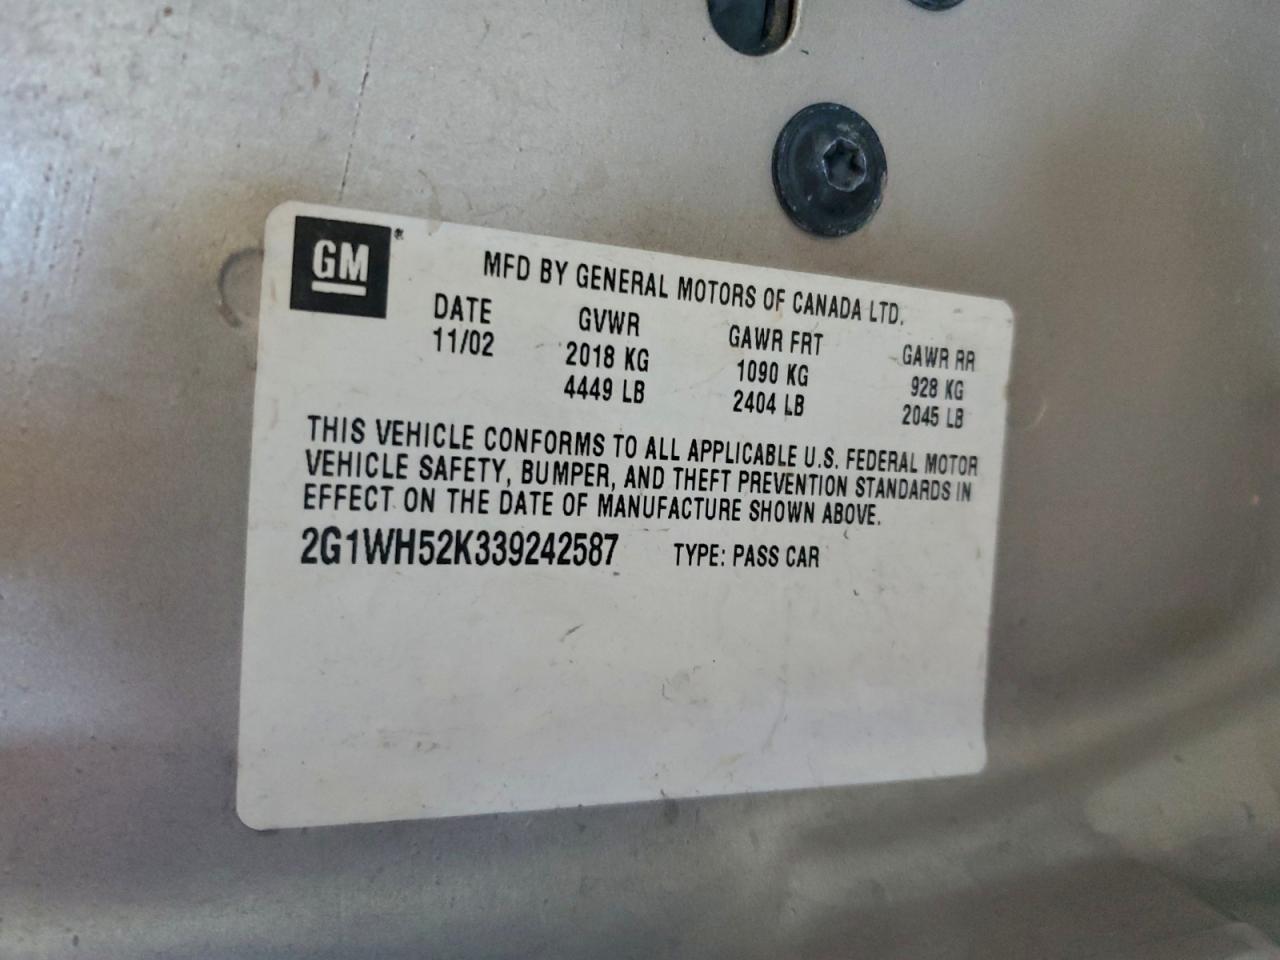 GM®
MFD BY GENERAL MOTORS OF CANADA LTD.
DATE GVWR GAWR FRT GAWR RR
11/02 2018 KG 1090 KG 928 KG
4449 LB 2404 LB 2045 LB
THIS VEHICLE CONFORMS TO ALL APPLICABLE U.S. FEDERAL MOTOR
VEHICLE SAFETY, BUMPER, AND THEFT PREVENTION STANDARDS IN
EFFECT ON THE DATE OF MANUFACTURE SHOWN ABOVE.
2G1WH52K339242587 TYPE: PASS CAR